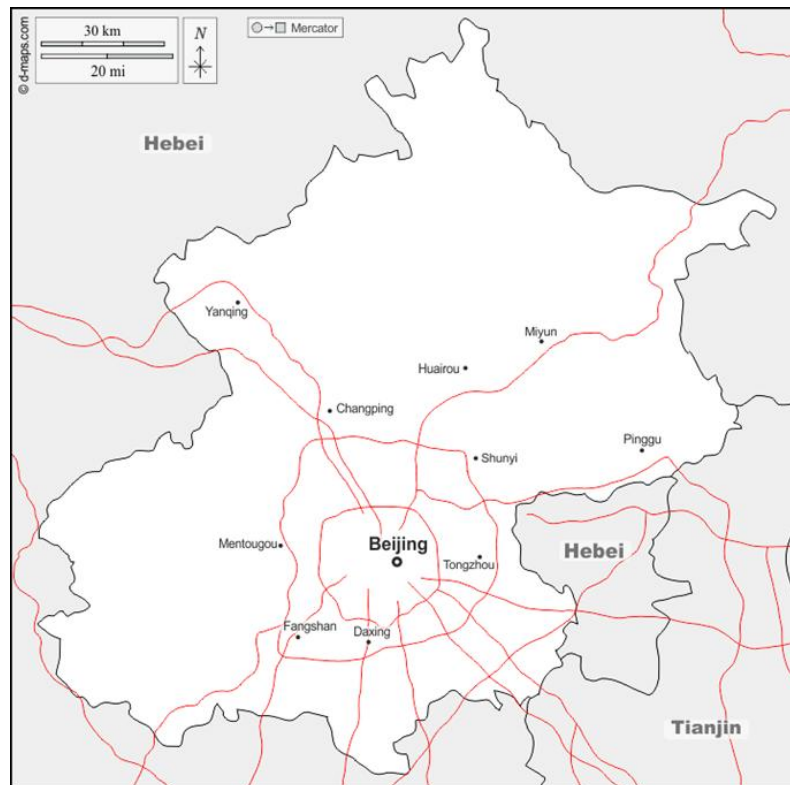 30 km
20 mi
N
→ Mercator
© d-maps.com
Hebei
Yanqing
Miyun
Huairou
Changping
Pinggu
Shunyi
Beijing
Mentougou
Hebei
Tongzhou
Fangshan
Daxing
Tianjin